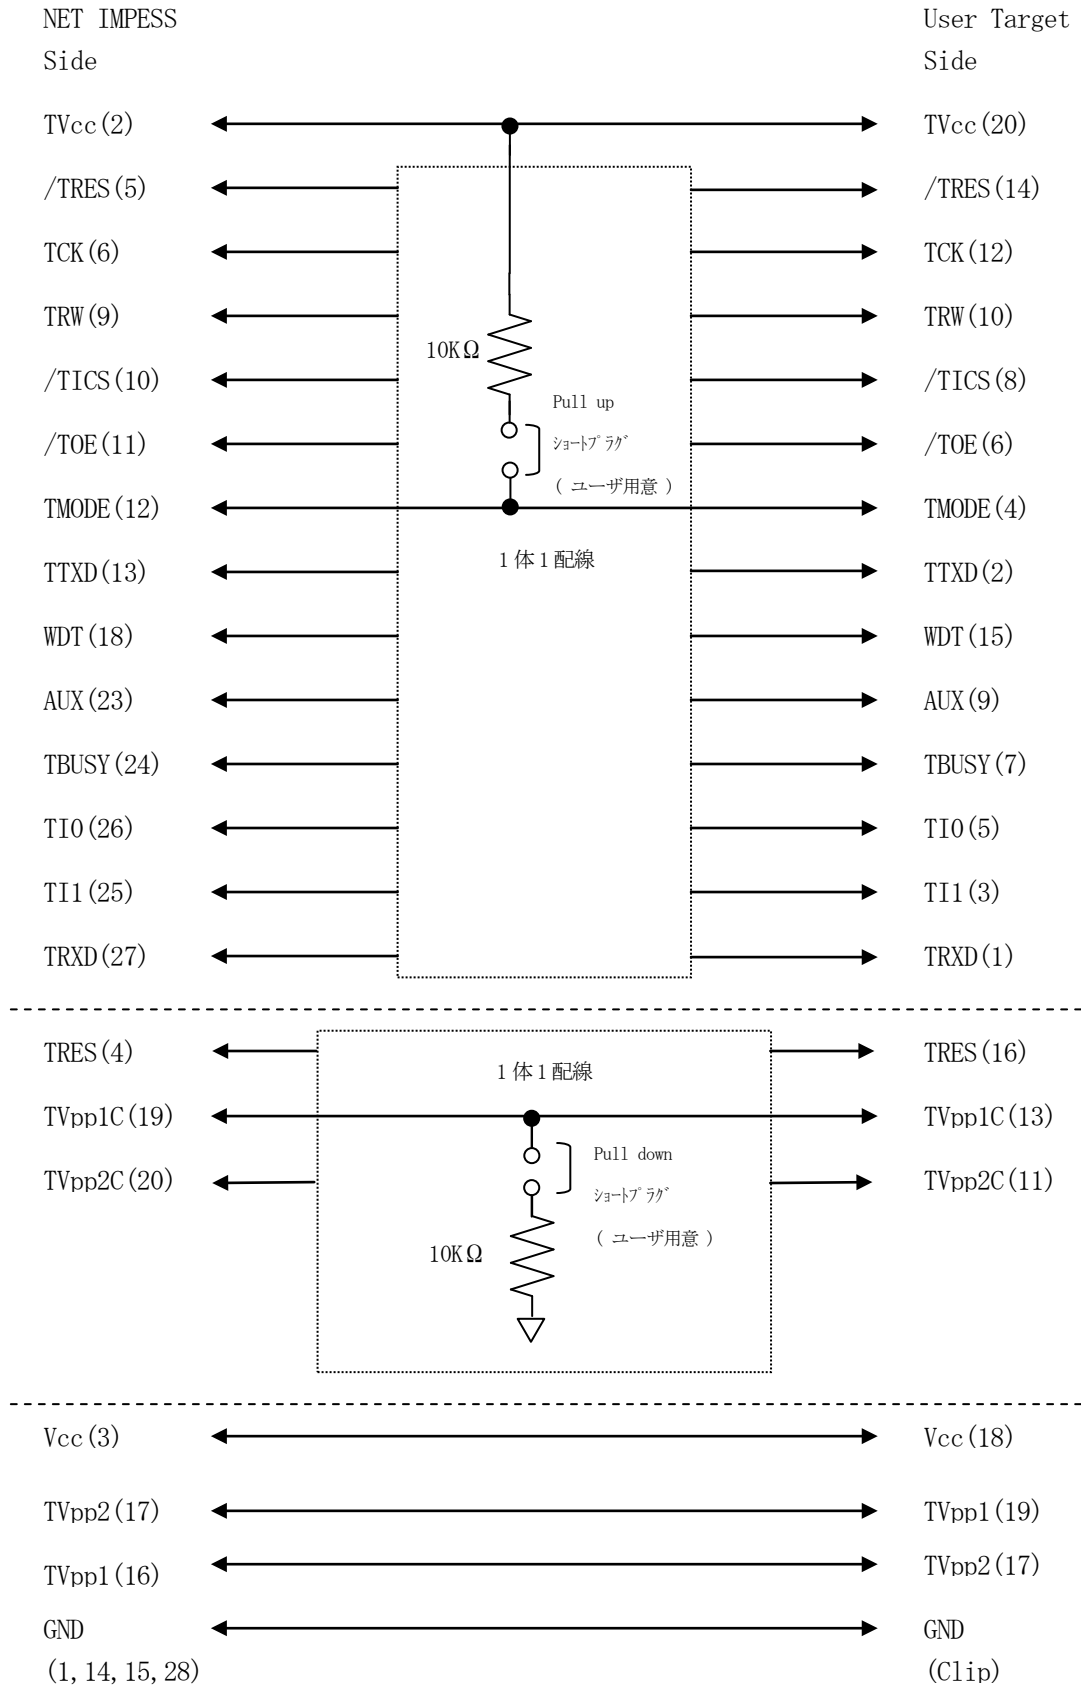 NET IMPESS User Target
Side Side
TVcc(2) TVcc(20)
/TRES(5) /TRES(14)
TCK(6) TCK(12)
TRW(9) TRW(10)
10KΩ
/TICS(10) /TICS(8)
Pull up
/TOE(11) ｼｮｰﾄﾌﾟﾗｸﾞ /TOE(6)
( ユーザ用意 )
TMODE(12) TMODE(4)
1体1配線
TTXD(13) TTXD(2)
WDT(18) WDT(15)
AUX(23) AUX(9)
TBUSY(24) TBUSY(7)
TI0(26) TI0(5)
TI1(25) TI1(3)
TRXD(27) TRXD(1)
TRES(4) TRES(16)
1体1配線
TVpp1C(19) TVpp1C(13)
Pull down
TVpp2C(20) TVpp2C(11)
ｼｮｰﾄﾌﾟﾗｸﾞ
( ユーザ用意 )
10KΩ
Vcc(3) Vcc(18)
TVpp2(17) TVpp1(19)
TVpp1(16) TVpp2(17)
GND GND
(1,14,15,28) (Clip)